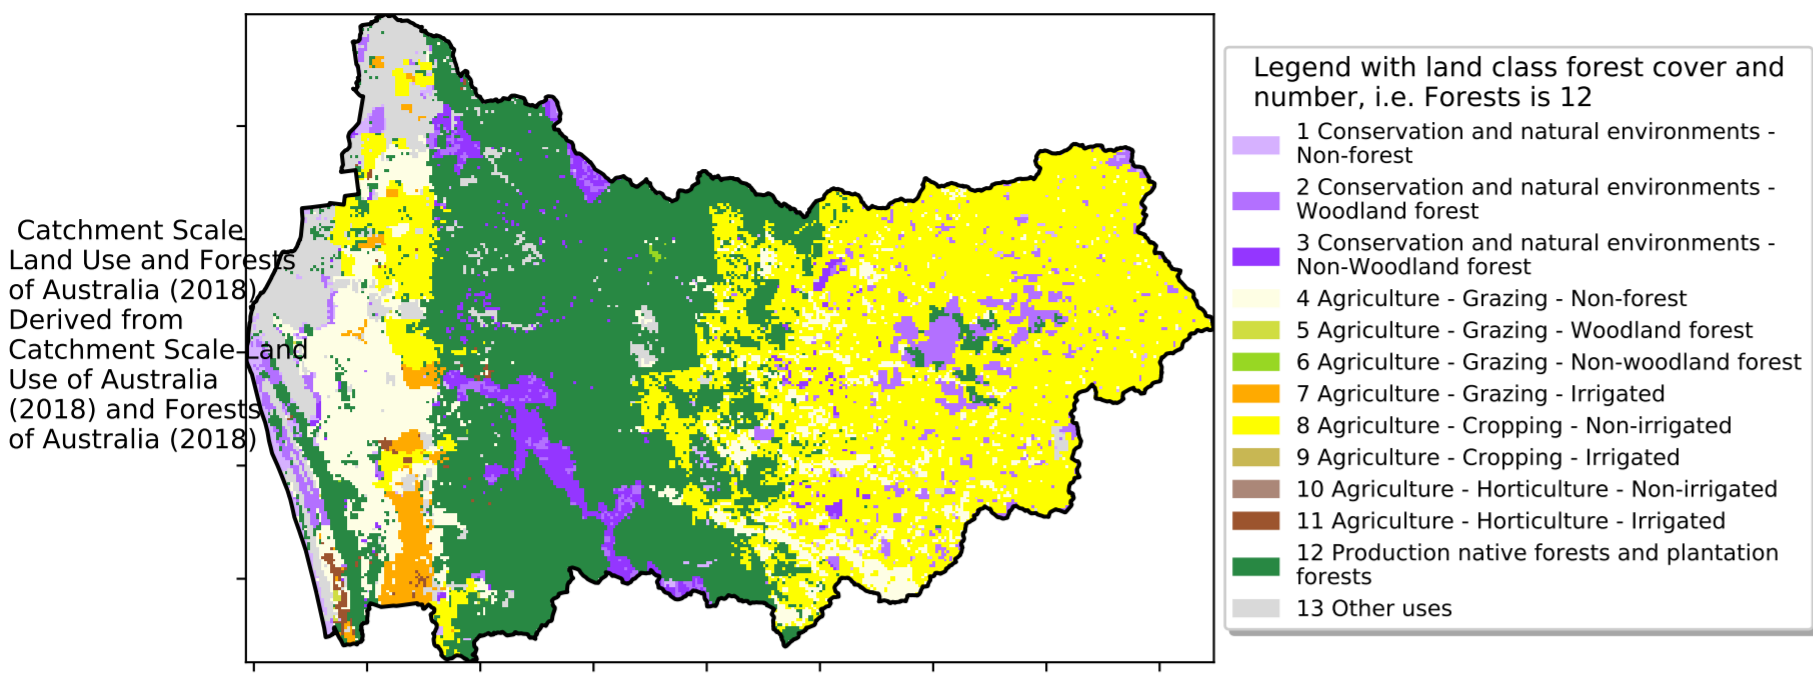 Catchment Scale
Land Use and Forests
of Australia (2018)
Derived from
Catchment Scale Land
Use of Australia
(2018) and Forests
of Australia (2018)
Legend with land class forest cover and
number, i.e. Forests is 12
1 Conservation and natural environments -
Non-forest
2 Conservation and natural environments -
Woodland forest
3 Conservation and natural environments -
Non-Woodland forest
4 Agriculture - Grazing - Non-forest
5 Agriculture - Grazing - Woodland forest
6 Agriculture - Grazing - Non-woodland forest
7 Agriculture - Grazing - Irrigated
8 Agriculture - Cropping - Non-irrigated
9 Agriculture - Cropping - Irrigated
10 Agriculture - Horticulture - Non-irrigated
11 Agriculture - Horticulture - Irrigated
12 Production native forests and plantation
forests
13 Other uses